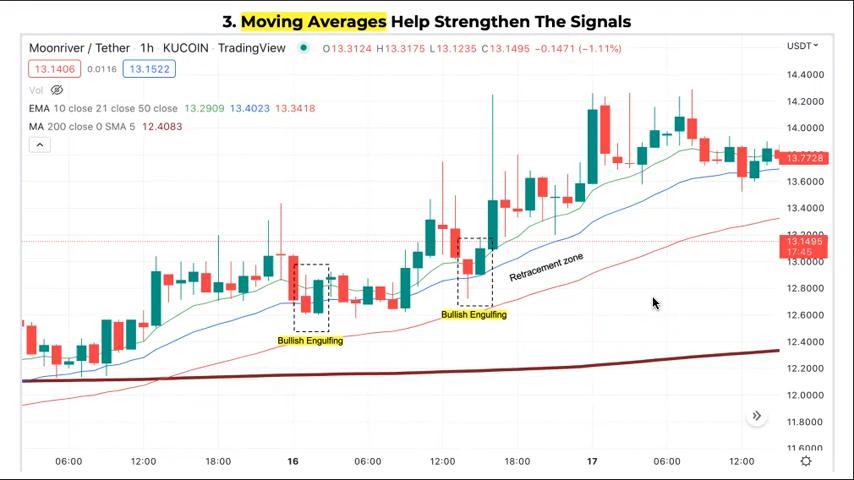 3. Moving Averages Help Strengthen The Signals
Moonriver / Tether · 1h · KUCOIN · TradingView
O13.3124 H13.3175 L13.1235 C13.1495 -0.1471 (-1.11%)
USDT
13.1406 0.0116 13.1522
Vol
EMA 10 close 21 close 50 close 13.2909 13.4023 13.3418
MA 200 close 0 SMA 5 12.4083
14.4000
14.2000
14.0000
13.7728
13.6000
13.4000
13.2000
13.1495
17:45
13.0000
12.8000
12.6000
12.4000
12.2000
12.0000
11.8000
11.6000
Retracement zone
Bullish Engulfing
Bullish Engulfing
06:00 12:00 18:00 16 06:00 12:00 18:00 17 06:00 12:00